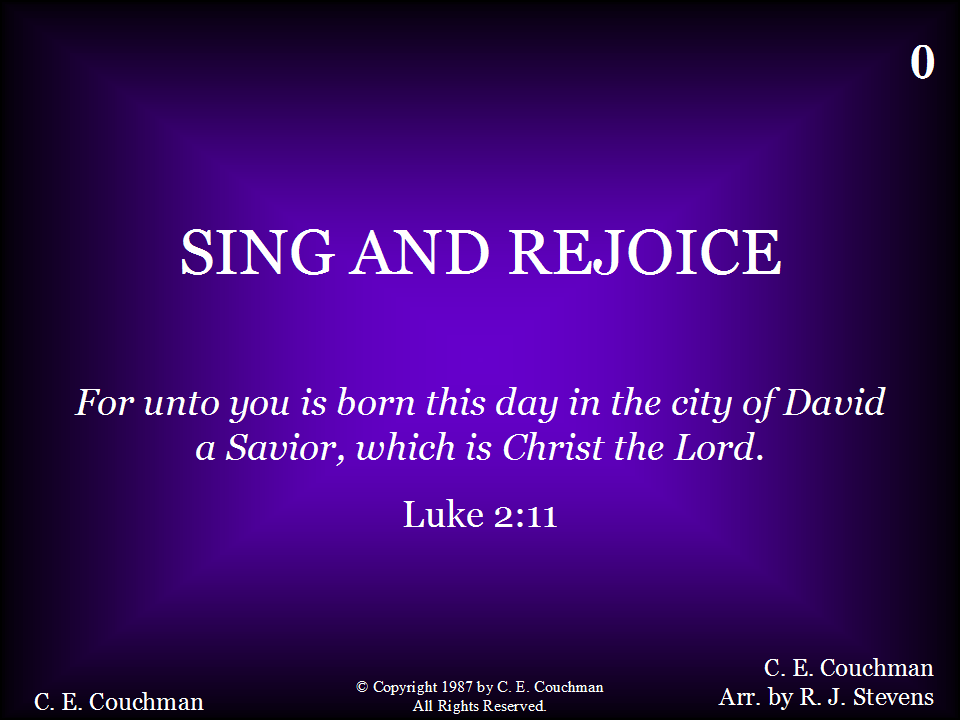 0
SING AND REJOICE
For unto you is born this day in the city of David
a Savior, which is Christ the Lord.
Luke 2:11
C. E. Couchman
© Copyright 1987 by C. E. Couchman
All Rights Reserved.
C. E. Couchman
Arr. by R. J. Stevens